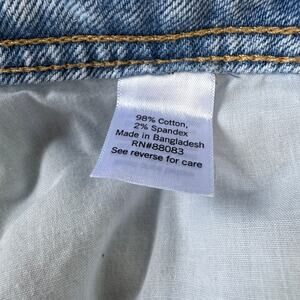 98% Cotton,
2% Spandex
Made in Bangladesh
RN#88083
See reverse for care